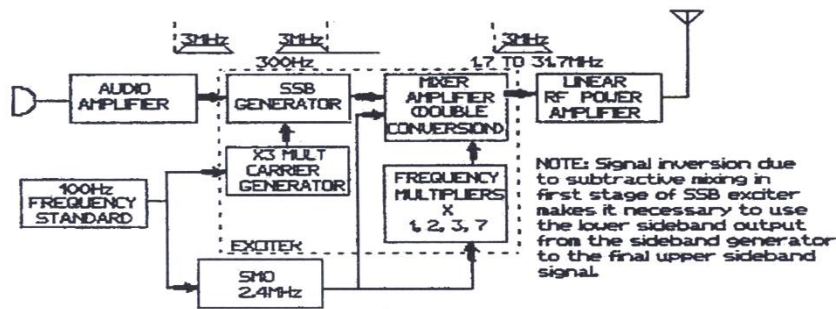 3MHz
3MHz
3MHz
300Hz
1.7 TO 31.7MHz
AUDIO
AMPLIFIER
SSB
GENERATOR
MIXER
AMPLIFIER
(DOUBLE
CONVERSION)
LINEAR
RF POWER
AMPLIFIER
X3 MULT
CARRIER
GENERATOR
100Hz
FREQUENCY
STANDARD
FREQUENCY
MULTIPLIERS
X
1, 2, 3, 7
EXCITER
SMO
2.4MHz
NOTE: Signal inversion due
to subtractive mixing in
first stage of SSB exciter
makes it necessary to use
the lower sideband output
from the sideband generator
to the final upper sideband
signal.